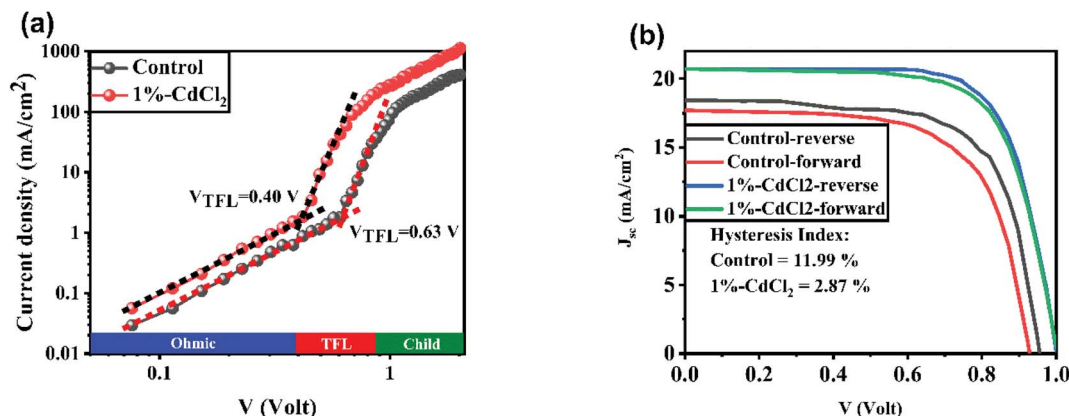 (a)
Current density (mA/cm²)
1000
100
10
1
0.1
0.01
Control
1%-CdCl₂
V_TFL=0.40 V
V_TFL=0.63 V
Ohmic
TFL
Child
0.1
1
V (Volt)
(b)
J_sc (mA/cm²)
20
15
10
5
0
Control-reverse
Control-forward
1%-CdCl2-reverse
1%-CdCl2-forward
Hysteresis Index:
Control = 11.99 %
1%-CdCl₂ = 2.87 %
0.0
0.2
0.4
0.6
0.8
1.0
V (Volt)